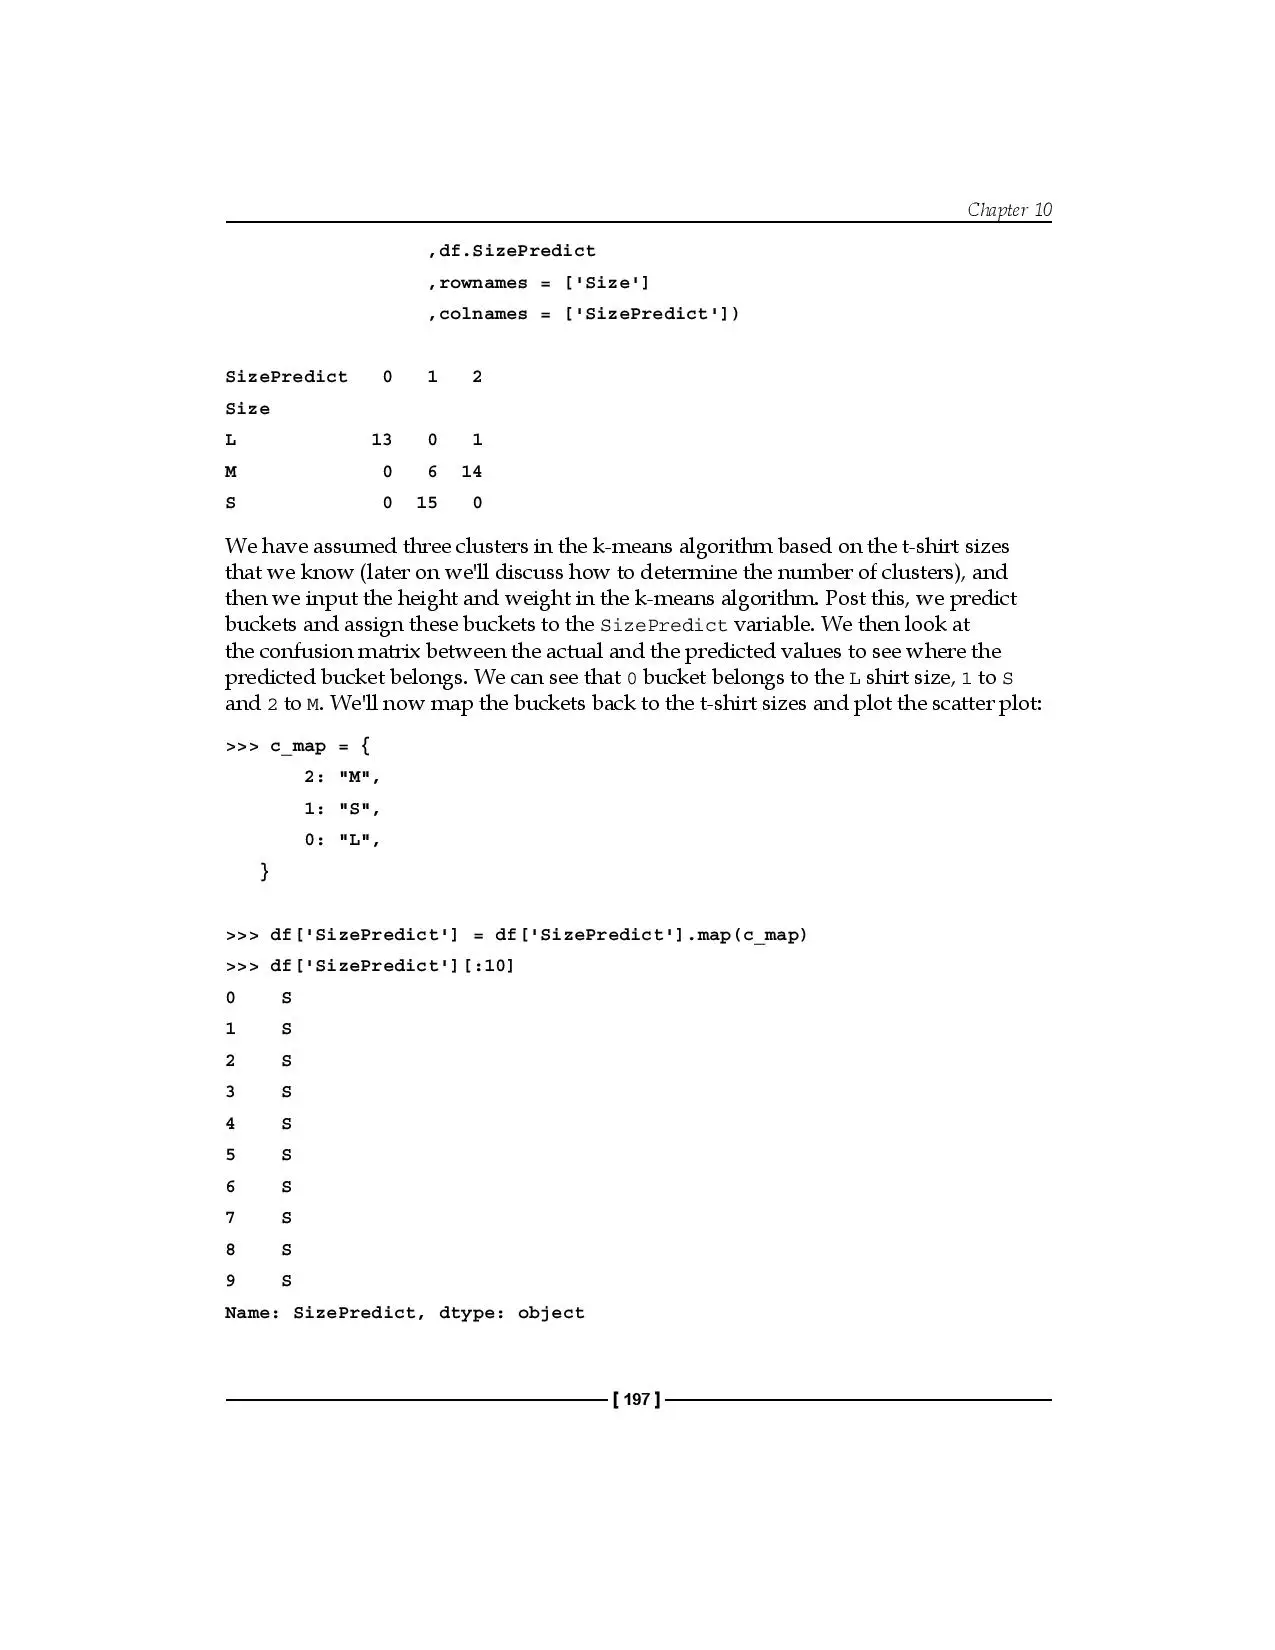 Chapter 10
,df.SizePredict
,rownames = ['Size']
,colnames = ['SizePredict'])
SizePredict 0 1 2
Size
L 13 0 1
M 0 6 14
S 0 15 0
We have assumed three clusters in the k-means algorithm based on the t-shirt sizes
that we know (later on we'll discuss how to determine the number of clusters), and
then we input the height and weight in the k-means algorithm. Post this, we predict
buckets and assign these buckets to the SizePredict variable. We then look at
the confusion matrix between the actual and the predicted values to see where the
predicted bucket belongs. We can see that 0 bucket belongs to the L shirt size, 1 to S
and 2 to M. We'll now map the buckets back to the t-shirt sizes and plot the scatter plot:
>>> c_map = {
2: "M",
1: "S",
0: "L",
}
>>> df['SizePredict'] = df['SizePredict'].map(c_map)
>>> df['SizePredict'][:10]
0 S
1 S
2 S
3 S
4 S
5 S
6 S
7 S
8 S
9 S
Name: SizePredict, dtype: object
[ 197 ]